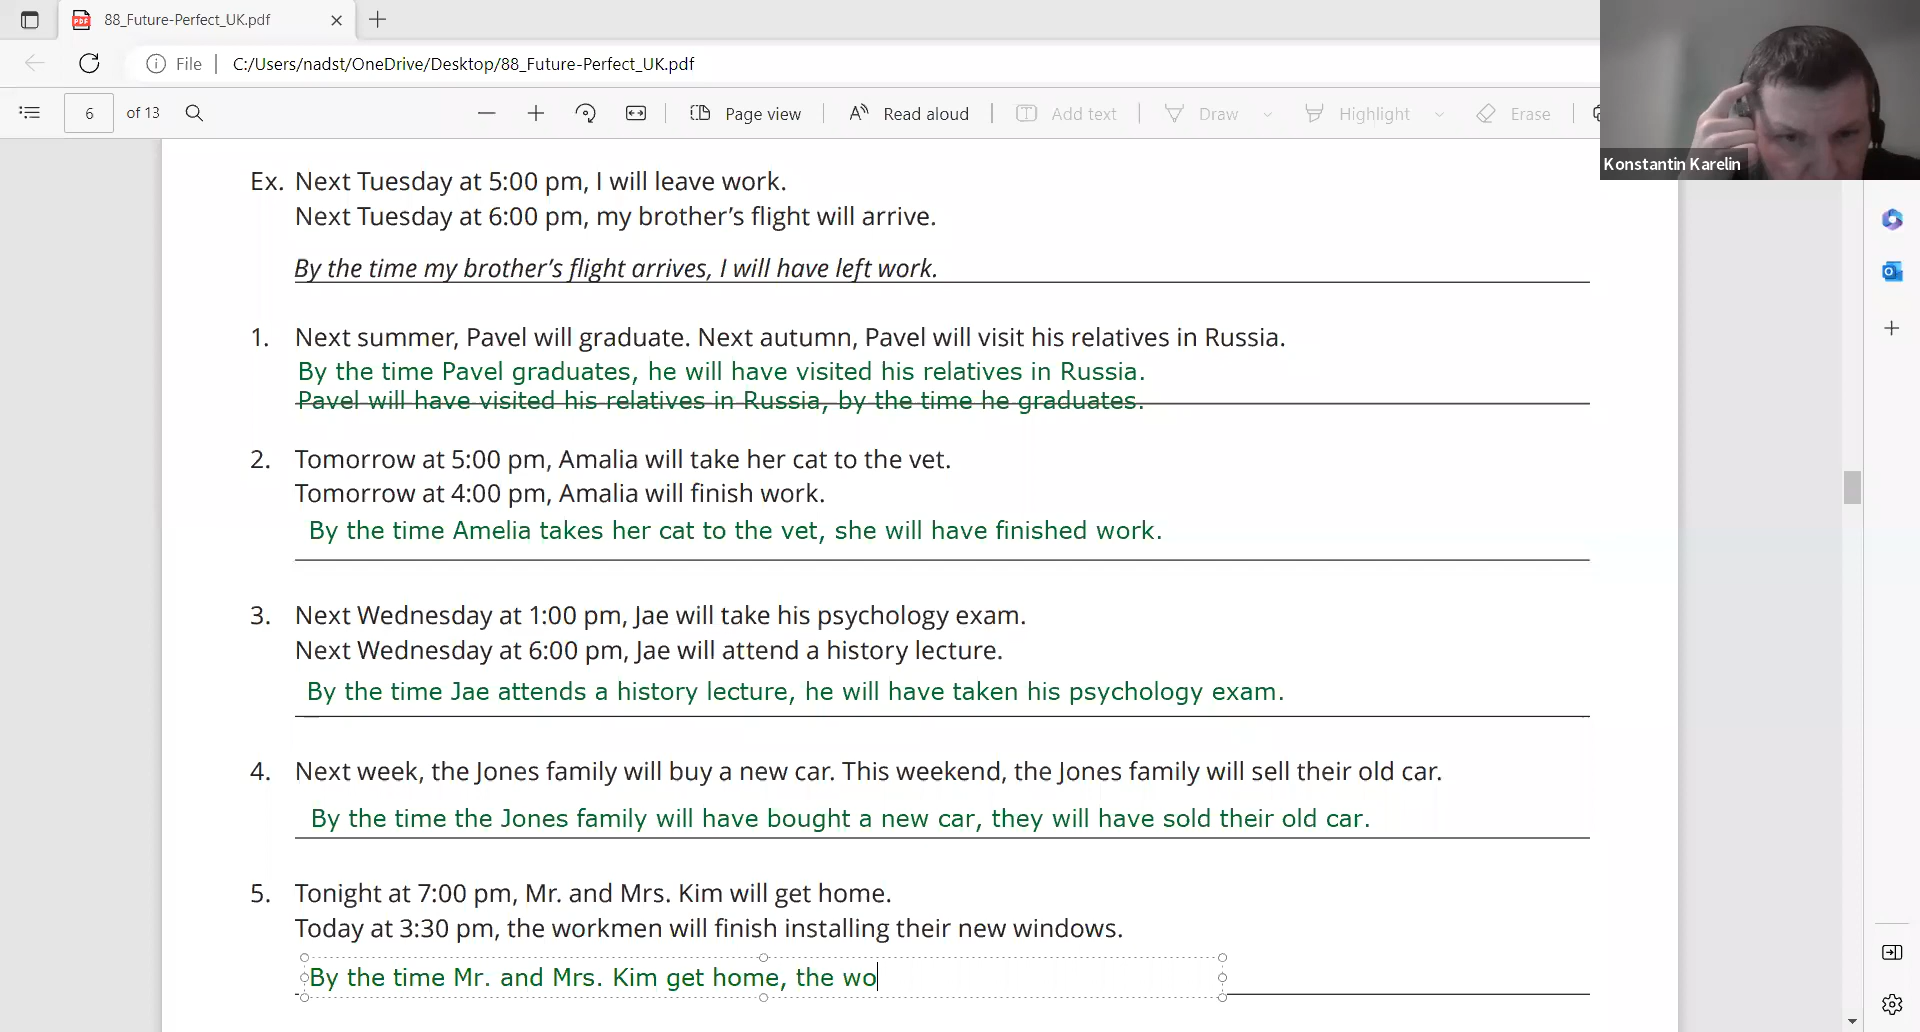 88_Future-Perfect_UK.pdf
File
C:/Users/nadst/OneDrive/Desktop/88_Future-Perfect_UK.pdf
6 of 13
Page view
Read aloud
Add text
Draw
Highlight
Erase
Konstantin Karelin
Ex. Next Tuesday at 5:00 pm, I will leave work.
Next Tuesday at 6:00 pm, my brother's flight will arrive.
By the time my brother's flight arrives, I will have left work.
1. Next summer, Pavel will graduate. Next autumn, Pavel will visit his relatives in Russia.
By the time Pavel graduates, he will have visited his relatives in Russia.
Pavel will have visited his relatives in Russia, by the time he graduates.
2. Tomorrow at 5:00 pm, Amalia will take her cat to the vet.
Tomorrow at 4:00 pm, Amalia will finish work.
By the time Amelia takes her cat to the vet, she will have finished work.
3. Next Wednesday at 1:00 pm, Jae will take his psychology exam.
Next Wednesday at 6:00 pm, Jae will attend a history lecture.
By the time Jae attends a history lecture, he will have taken his psychology exam.
4. Next week, the Jones family will buy a new car. This weekend, the Jones family will sell their old car.
By the time the Jones family will have bought a new car, they will have sold their old car.
5. Tonight at 7:00 pm, Mr. and Mrs. Kim will get home.
Today at 3:30 pm, the workmen will finish installing their new windows.
By the time Mr. and Mrs. Kim get home, the wo